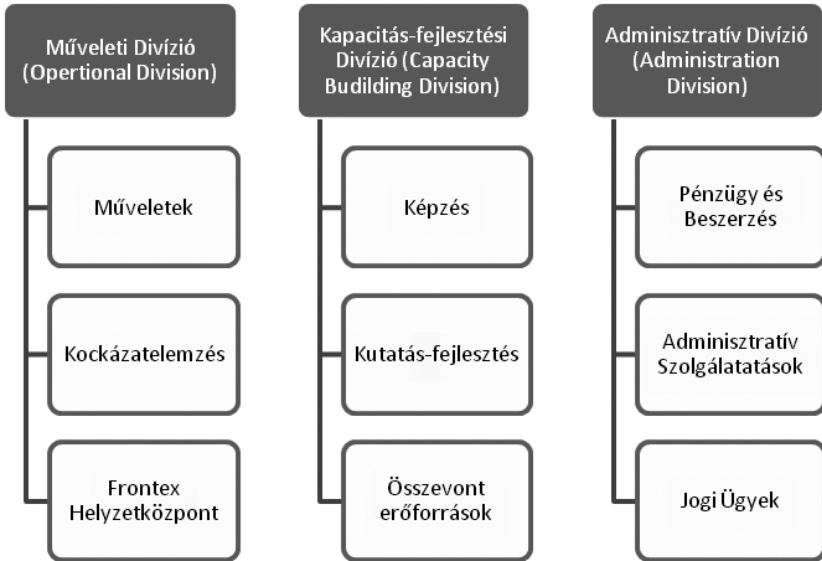 Műveleti Divízió
(Opertional Division)
Műveletek
Kockázatelemzés
Frontex
Helyzetközpont
Kapacitás-fejlesztési
Divízió (Capacity
Budilding Division)
Képzés
Kutatás-fejlesztés
Összevont
erőforrások
Adminisztratív Divízió
(Administration
Division)
Pénzügy és
Beszerzés
Adminisztratív
Szolgálatatások
Jogi Ügyek